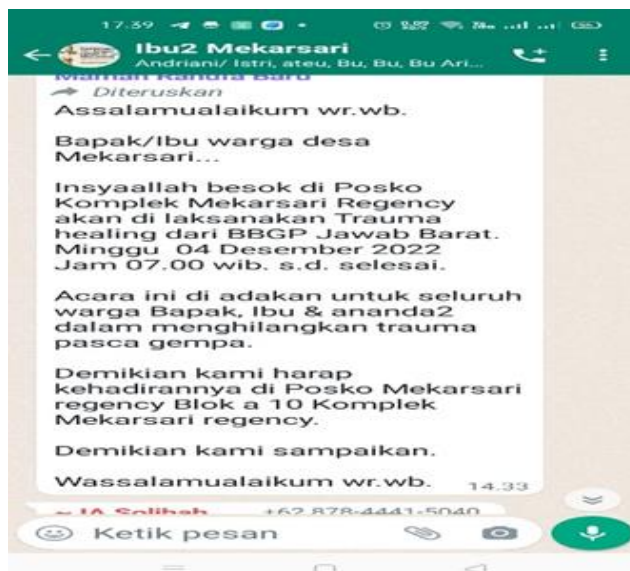 17.39
Ibu2 Mekarsari
Andriani/ Istri, ateu, Bu, Bu, Bu Ari...
Diteruskan
Assalamualaikum wr.wb.
Bapak/Ibu warga desa
Mekarsari...
Insyaallah besok di Posko
Komplek Mekarsari Regency
akan di laksanakan Trauma
healing dari BBGP Jawab Barat.
Minggu 04 Desember 2022
Jam 07.00 wib. s.d. selesai.
Acara ini di adakan untuk seluruh
warga Bapak, Ibu & ananda2
dalam menghilangkan trauma
pasca gempa.
Demikian kami harap
kehadirannya di Posko Mekarsari
regency Blok a 10 Komplek
Mekarsari regency.
Demikian kami sampaikan.
Wassalamualaikum wr.wb.
14.33
~ IA Solihah +62 878-4441-5040
Ketik pesan